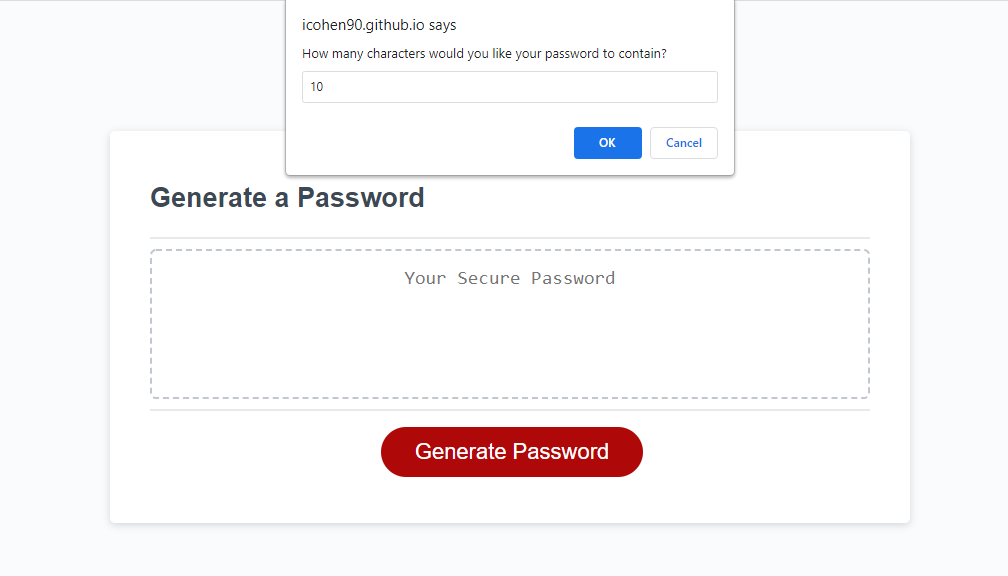 icohen90.github.io says
How many characters would you like your password to contain?
10
OK Cancel
Generate a Password
Your Secure Password
Generate Password